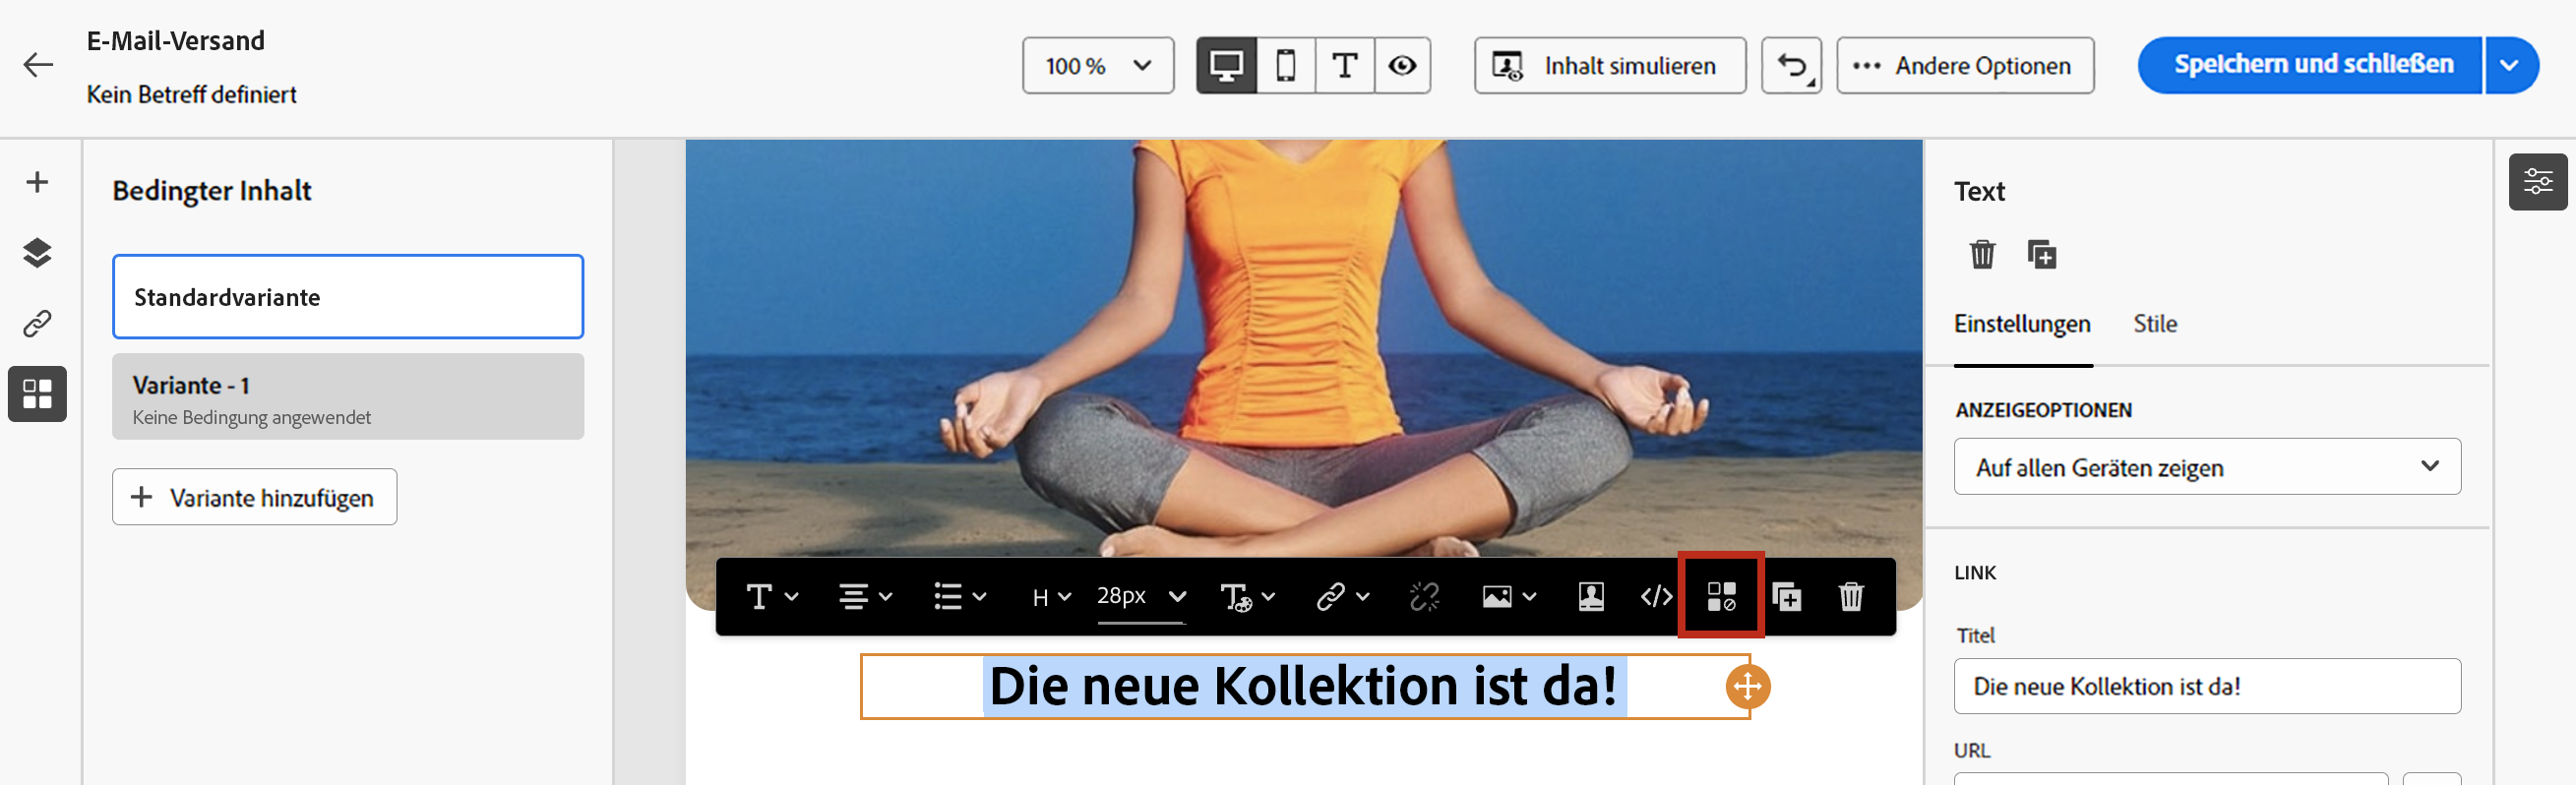 E-Mail-Versand
Kein Betreff definiert
100 %
Inhalt simulieren
Andere Optionen
Speichern und schließen
Bedingter Inhalt
Standardvariante
Variante - 1
Keine Bedingung angewendet
Variante hinzufügen
H
28px
Die neue Kollektion ist da!
Text
Einstellungen
Stile
ANZEIGEOPTIONEN
Auf allen Geräten zeigen
LINK
Titel
Die neue Kollektion ist da!
URL